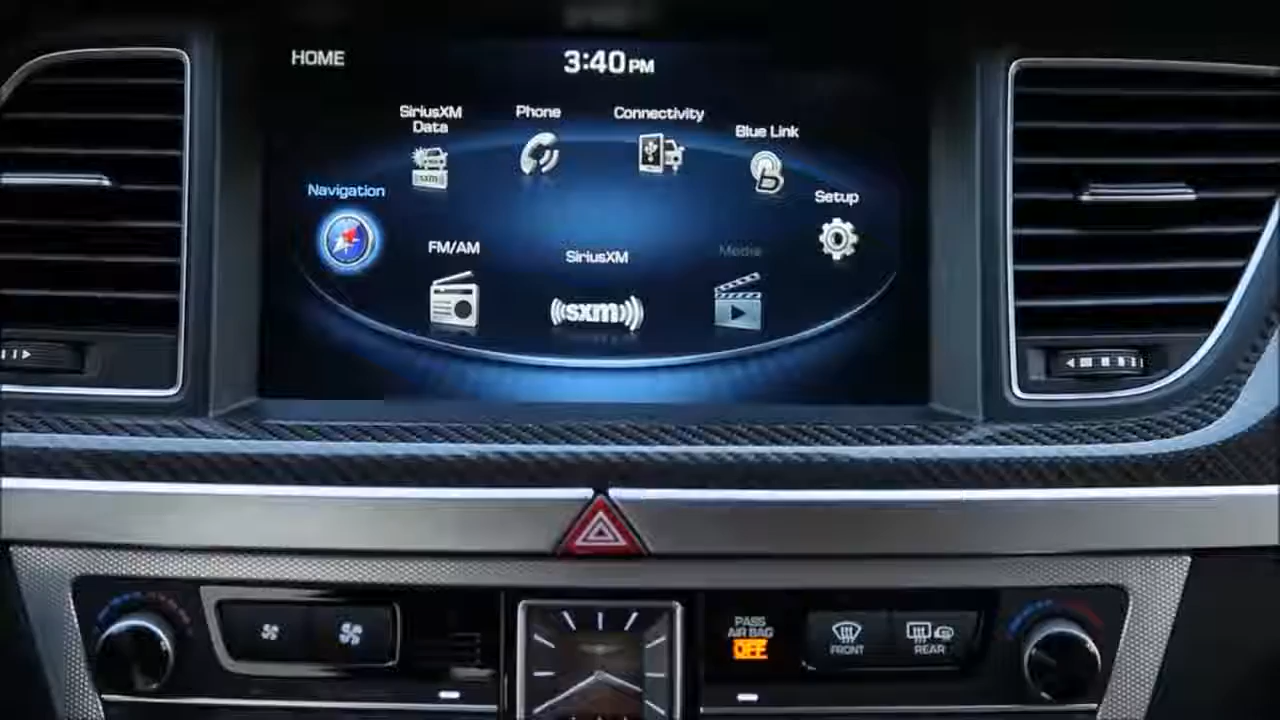 HOME
3:40 PM
SiriusXM
Data
Phone
Connectivity
Blue Link
Navigation
Setup
sxm
FM/AM
SiriusXM
Media
((sxm))
PASS
AIR BAG
OFF
FRONT
REAR